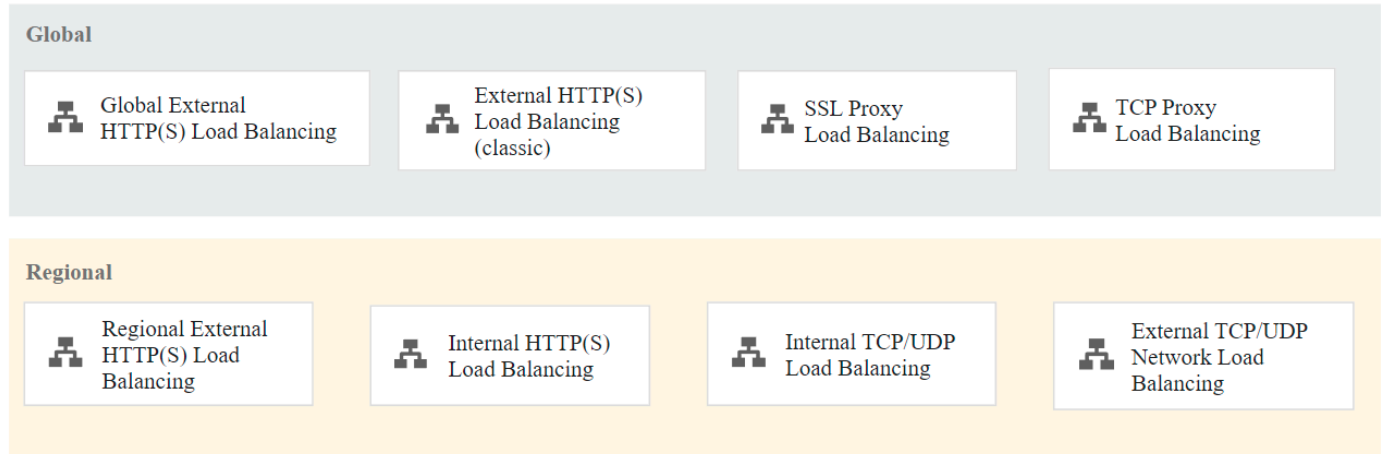 Global
Global External
HTTP(S) Load Balancing
External HTTP(S)
Load Balancing
(classic)
SSL Proxy
Load Balancing
TCP Proxy
Load Balancing
Regional
Regional External
HTTP(S) Load
Balancing
Internal HTTP(S)
Load Balancing
Internal TCP/UDP
Load Balancing
External TCP/UDP
Network Load
Balancing